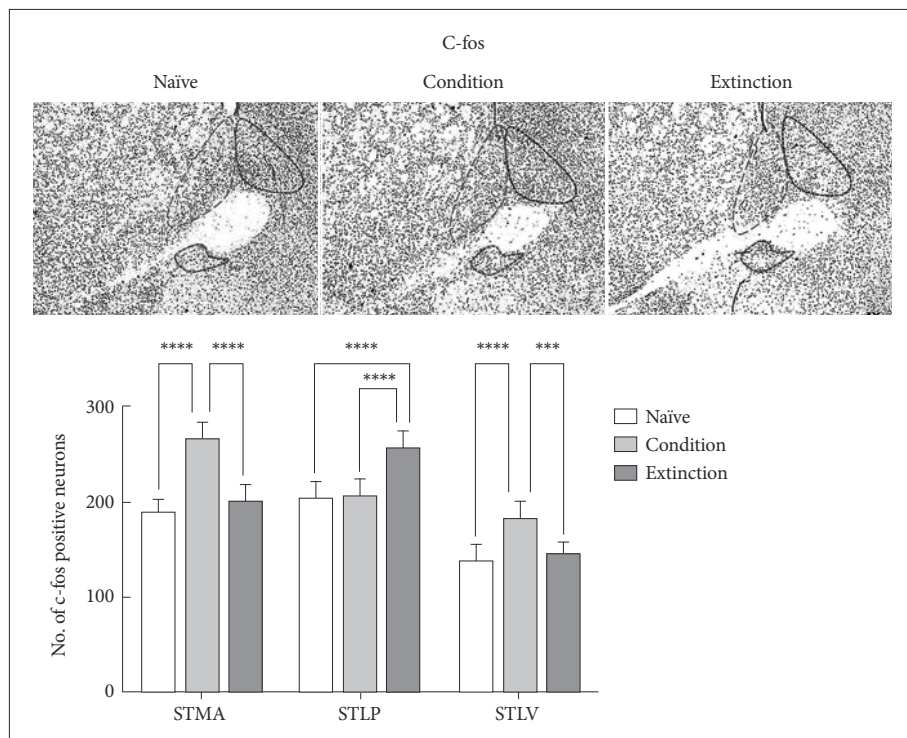 C-fos
Naïve Condition Extinction
**** **** **** **** **** ***
300
200
100
0
No. of c-fos positive neurons
STMA STLP STLV
Naïve
Condition
Extinction